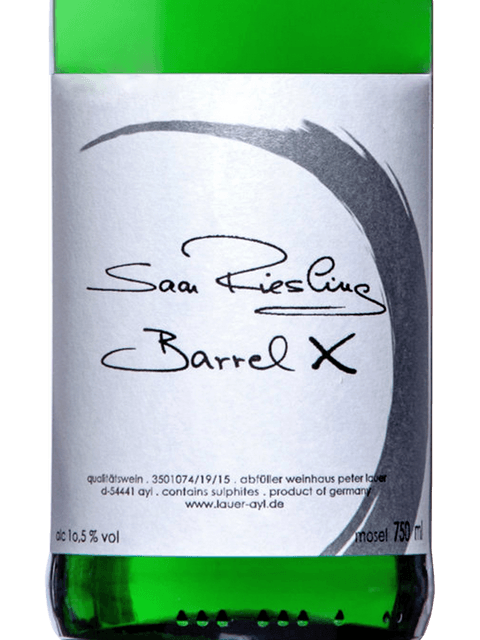 Saar Riesling
Barrel X
qualitätswein . 3501074/19/15 . abfüller weinhaus peter lauer
d-54441 ayl . contains sulphites . product of germany
www.lauer-ayl.de
alc 10,5 % vol
mosel 750 ml